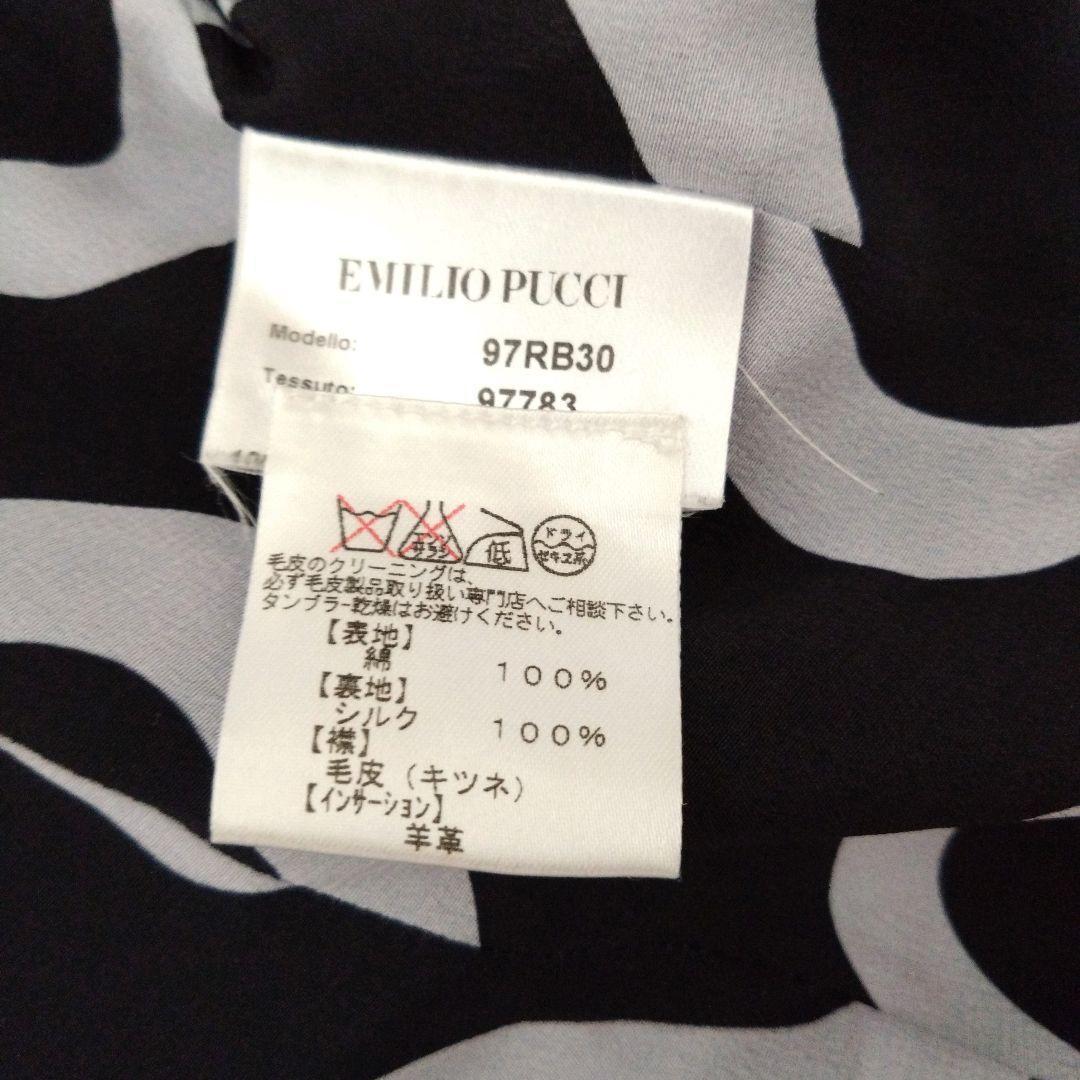 EMILIO PUCCI
Modello: 97RB30
Tessuto: 97783
サラシ 低 ドライ セキユ系
毛皮のクリーニングは、
必ず毛皮製品取り扱い専門店へご相談下さい。
タンブラー乾燥はお避けください。
【表地】
綿 100%
【裏地】
シルク 100%
【襟】
毛皮（キツネ）
【インサーション】
羊革